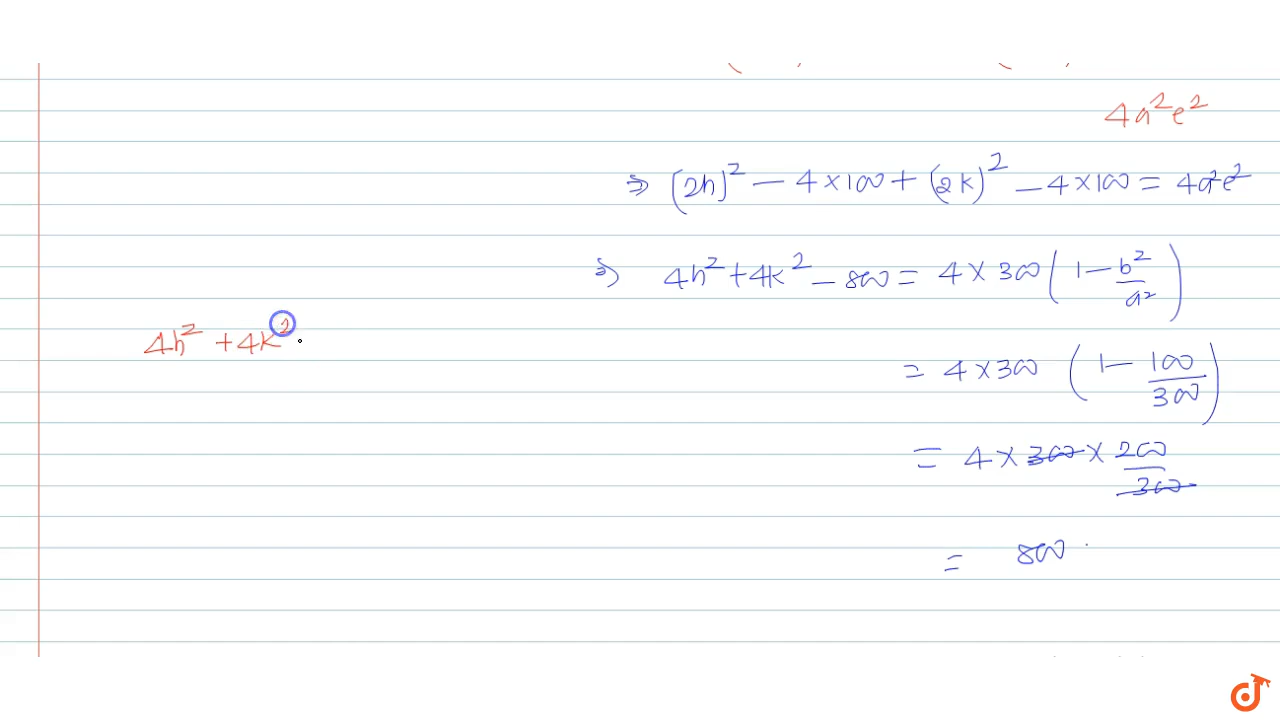 4a²e²
⇒ (2h)² - 4×100 + (2k)² - 4×100 = 4a²e²
⇒ 4h² + 4k² - 800 = 4 × 300 (1 - b²/a²)
4h² + 4k²
= 4 × 300 (1 - 100/300)
= 4 × 300 × 200/300
= 800